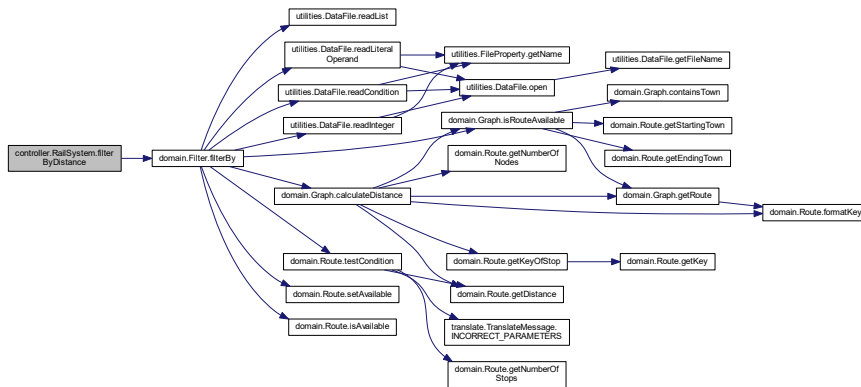 utilities.DataFile.readList
utilities.DataFile.readLiteral
Operand
utilities.FileProperty.getName
utilities.DataFile.getFileName
utilities.DataFile.readCondition
utilities.DataFile.open
domain.Graph.containsTown
utilities.DataFile.readInteger
domain.Graph.isRouteAvailable
domain.Route.getStartingTown
controller.RailSystem.filter
ByDistance
domain.Filter.filterBy
domain.Route.getNumberOf
Nodes
domain.Route.getEndingTown
domain.Graph.calculateDistance
domain.Graph.getRoute
domain.Route.formatKey
domain.Route.testCondition
domain.Route.getKeyOfStop
domain.Route.getKey
domain.Route.setAvailable
domain.Route.getDistance
domain.Route.isAvailable
translate.TranslateMessage.
INCORRECT_PARAMETERS
domain.Route.getNumberOf
Stops